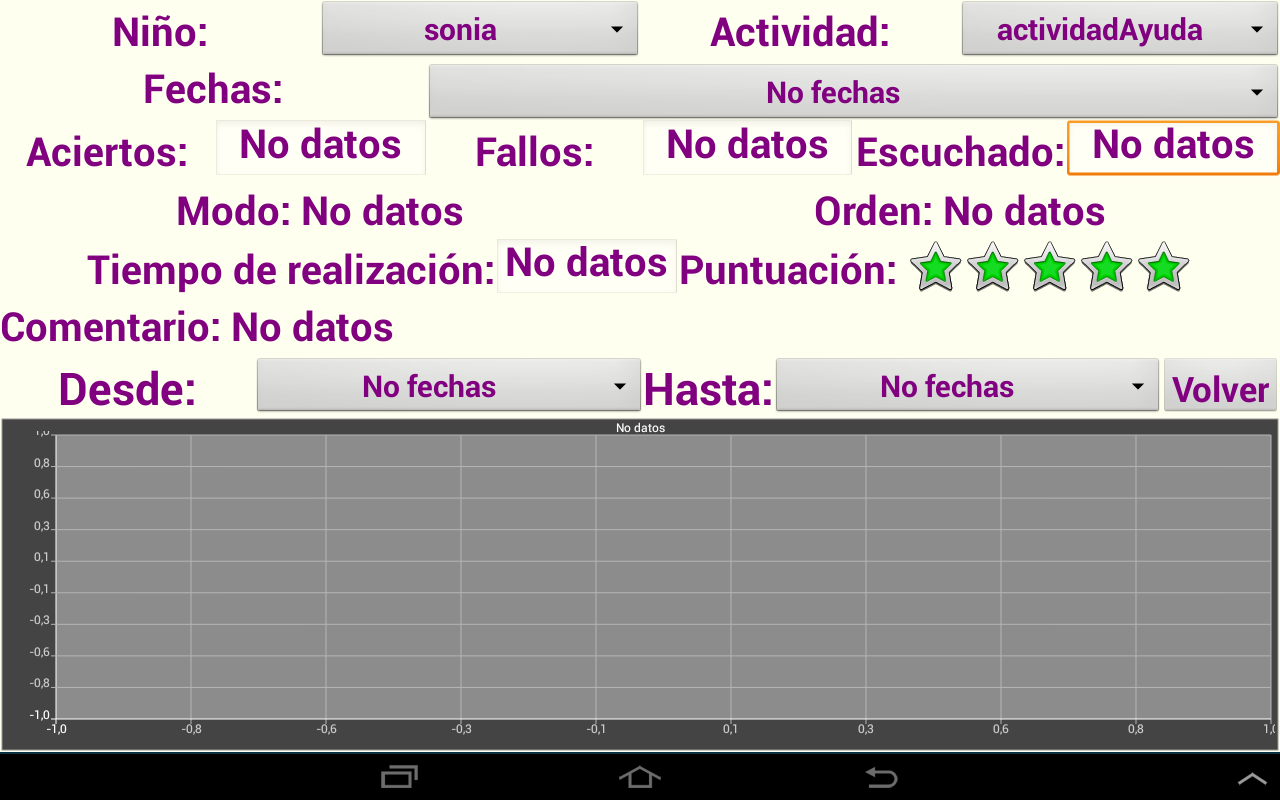 Niño: sonia Actividad: actividadAyuda
Fechas: No fechas
Aciertos: No datos Fallos: No datos Escuchado: No datos
Modo: No datos Orden: No datos
Tiempo de realización: No datos Puntuación:
Comentario: No datos
Desde: No fechas Hasta: No fechas Volver
No datos
1,0
0,8
0,6
0,3
0,1
-0,1
-0,3
-0,6
-0,8
-1,0
-1,0 -0,8 -0,6 -0,3 -0,1 0,1 0,3 0,6 0,8 1,0